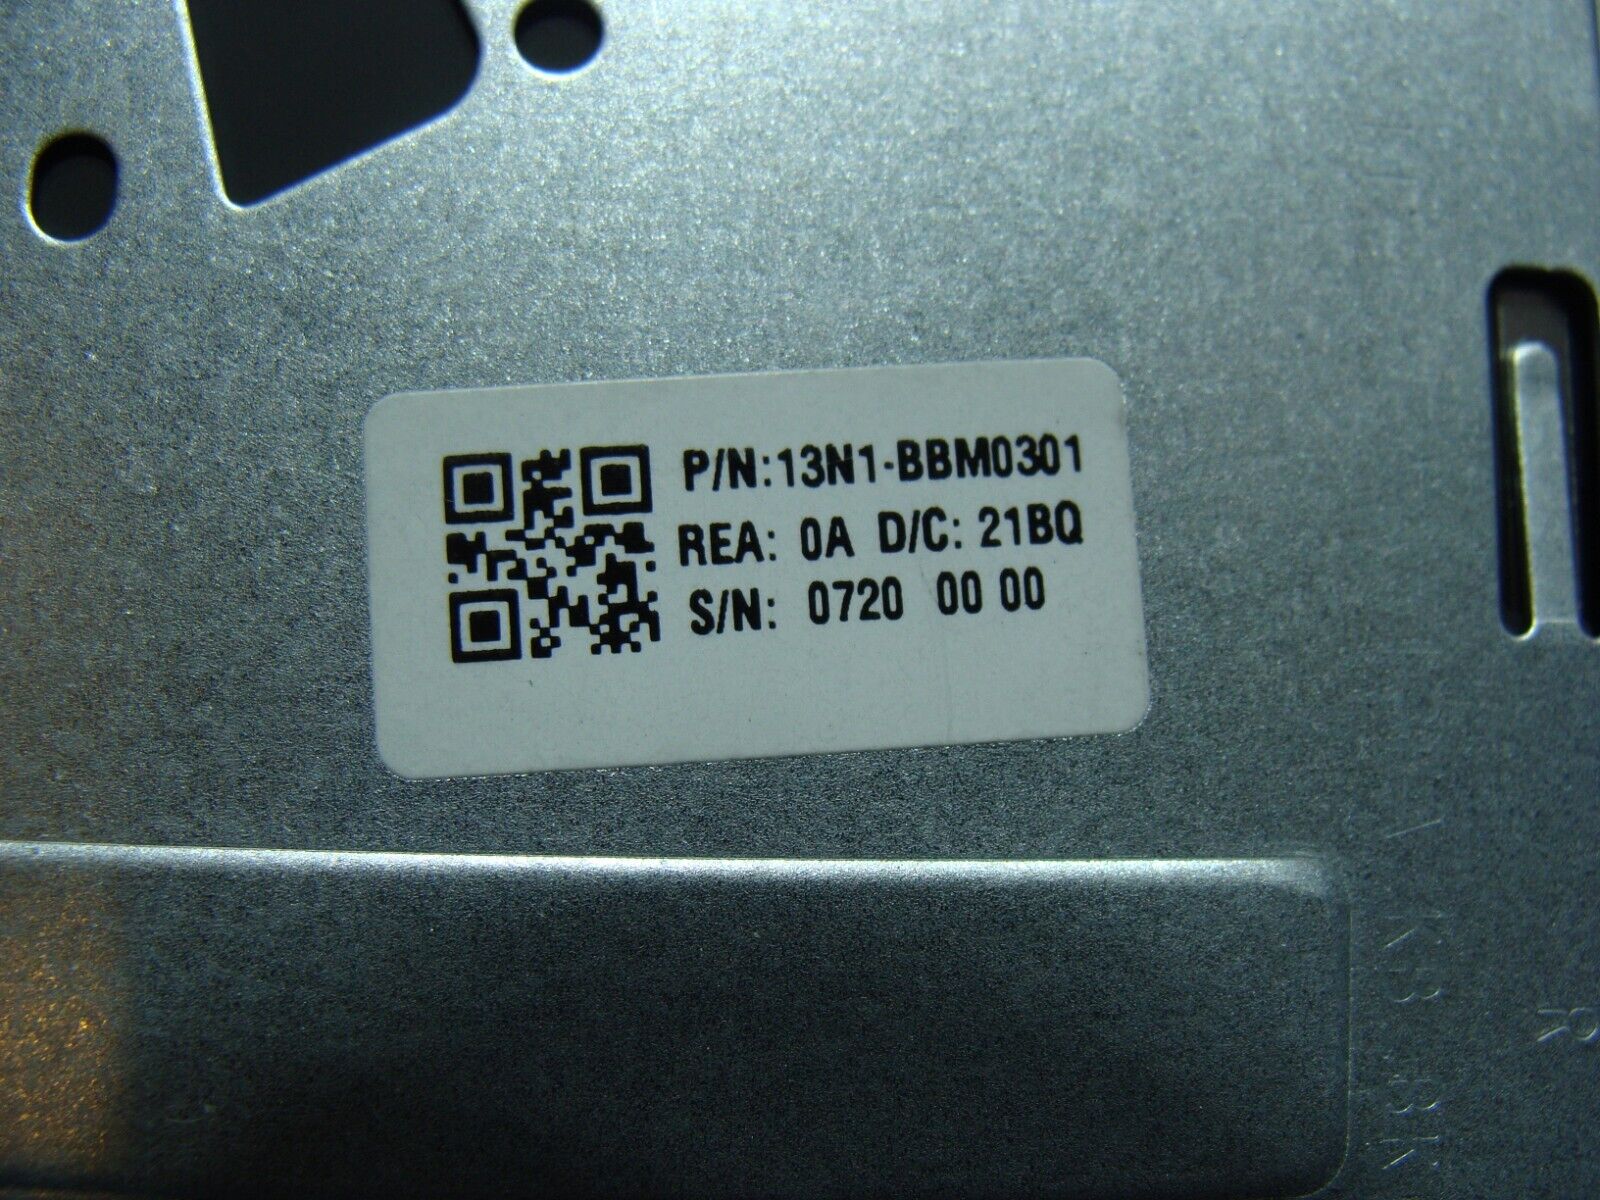 P/N:13N1-BBM0301
REA: 0A D/C: 21BQ
S/N: 0720 00 00
R